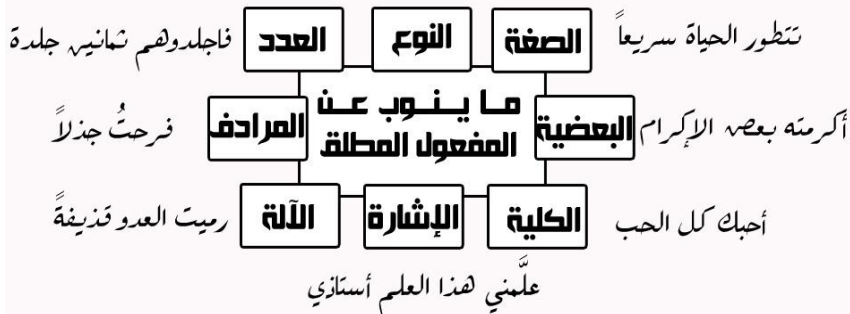 تتطور الحياة سريعاً
الصفة
النوع
العدد
فاجلدوهم ثمانين جلدة
ما ينوب عن
المفعول المطلق
أكرمته بعض الإكرام
البعضية
المرادف
فرحتُ جذلاً
أحبك كل الحب
الكلية
الإشارة
الآلة
رميت العدو قذيفةً
علَّمني هذا العلم أستاذي